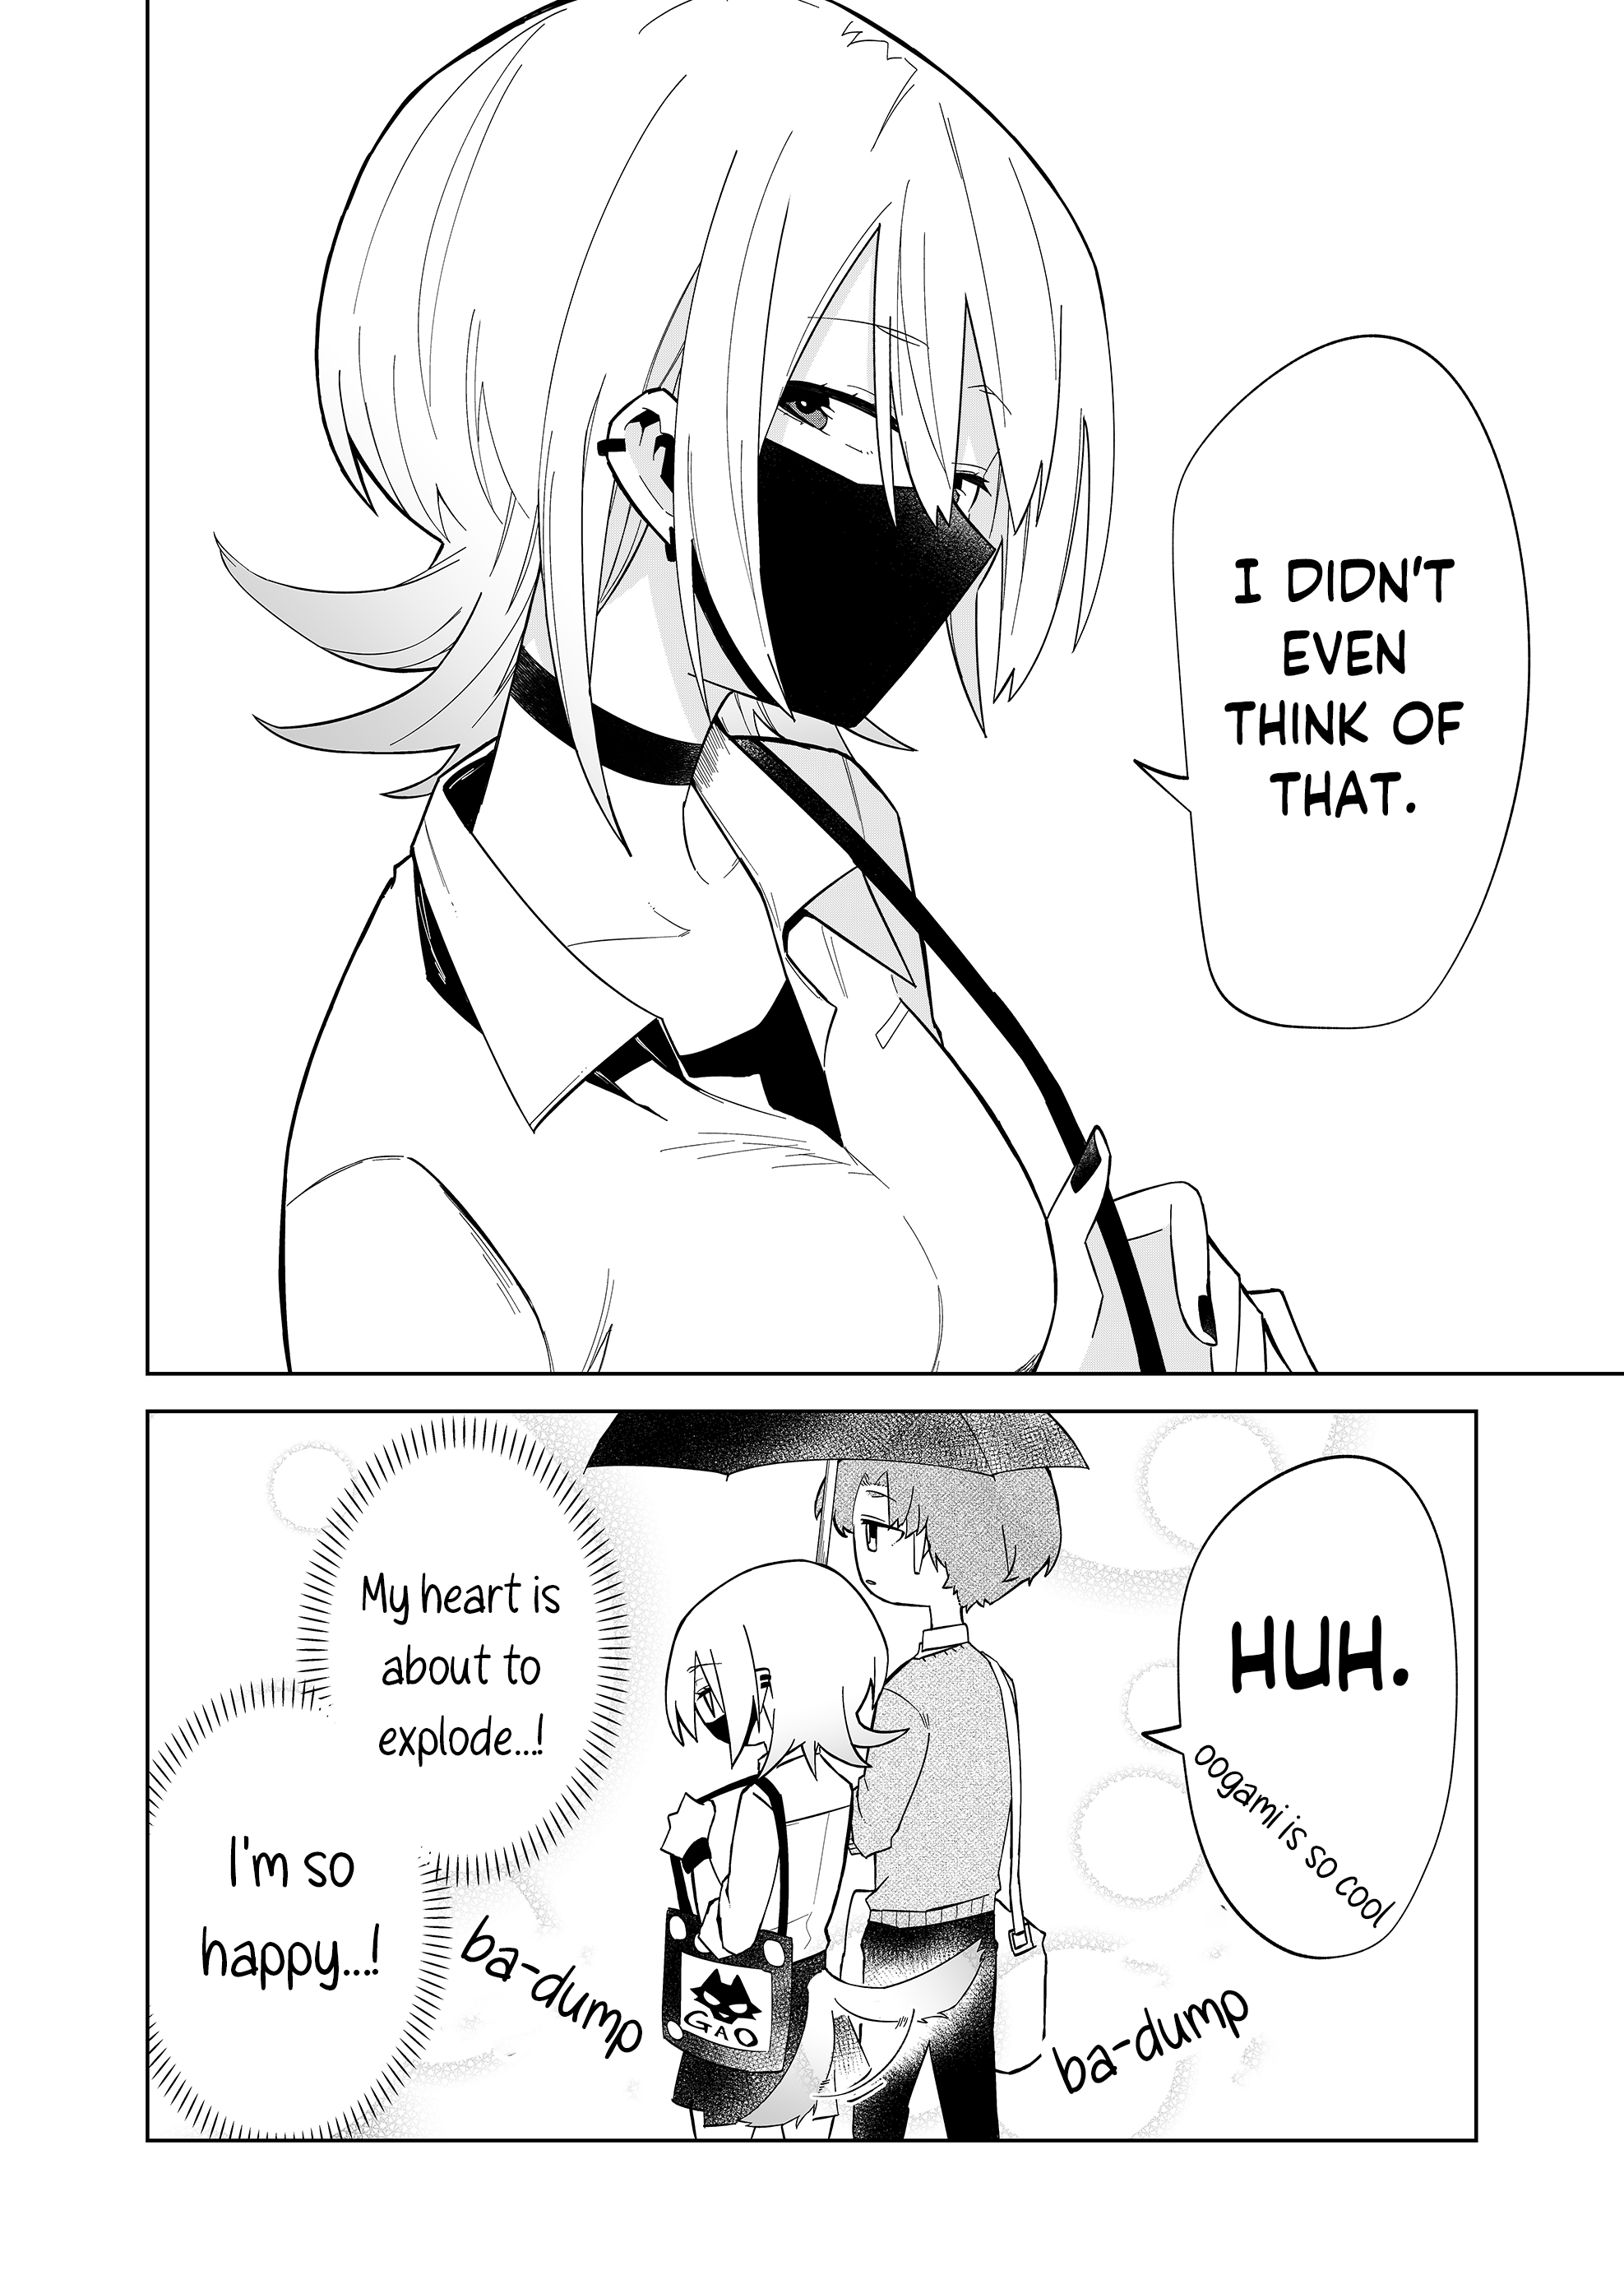 I DIDN'T
EVEN
THINK OF
THAT.
HUH.
oogami is so cool
My heart is
about to
explode...!
I'm so
happy...!
ba-dump
GAO
ba-dump